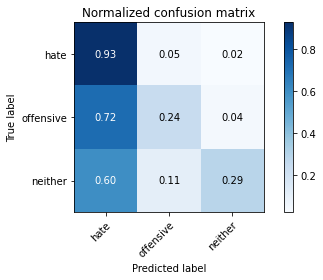 Normalized confusion matrix
True label
hate
0.93 0.05 0.02
offensive
0.72 0.24 0.04
neither
0.60 0.11 0.29
hate offensive neither
Predicted label
0.8
0.6
0.4
0.2